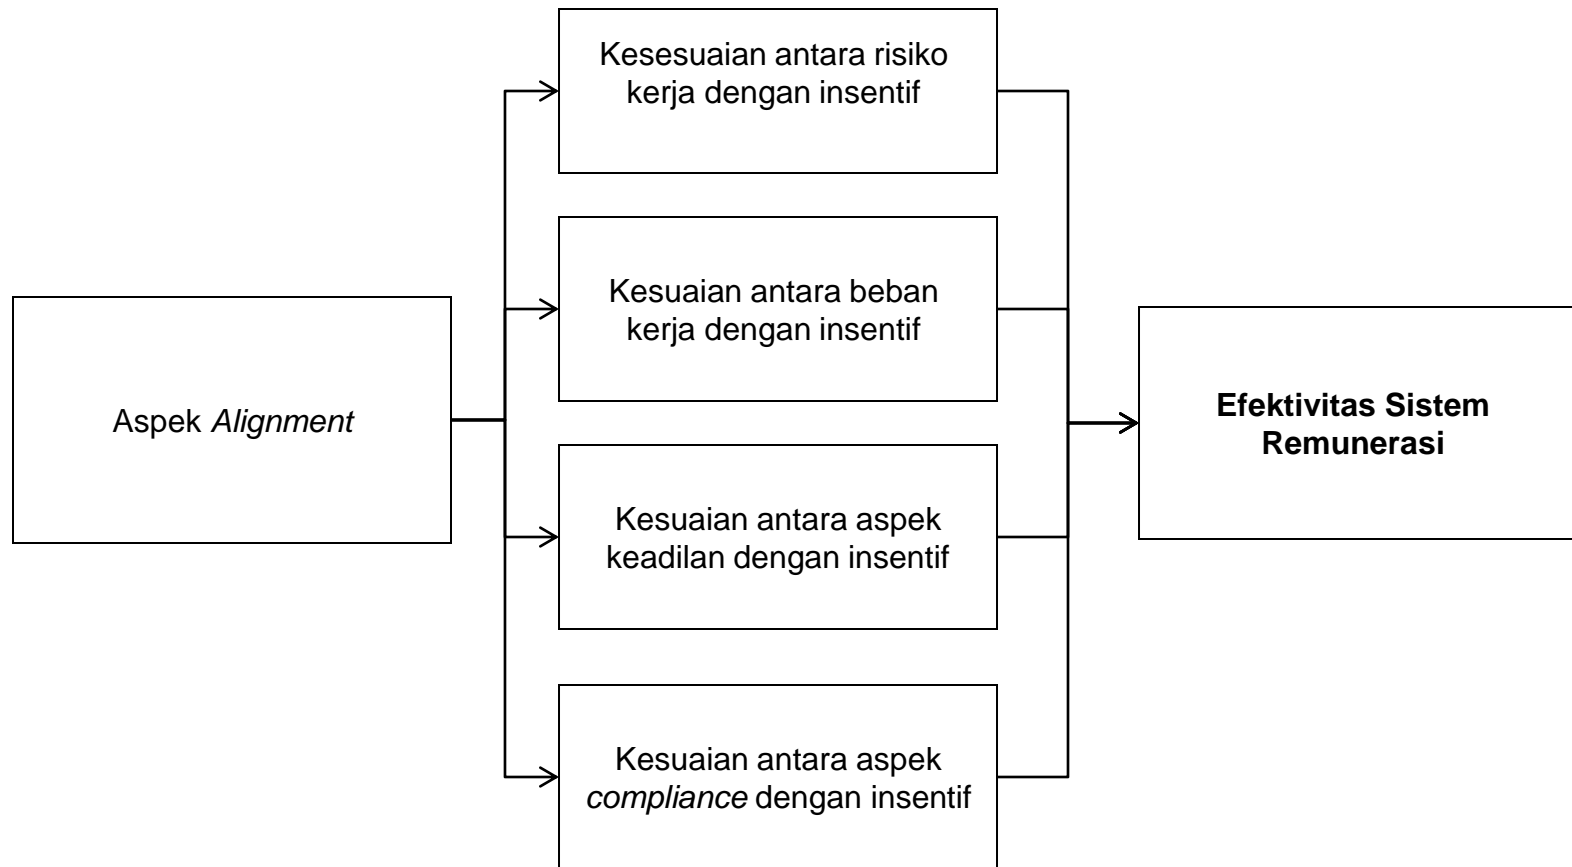 Kesesuaian antara risiko
kerja dengan insentif
Kesuaian antara beban
kerja dengan insentif
Aspek Alignment
Efektivitas Sistem
Remunerasi
Kesuaian antara aspek
keadilan dengan insentif
Kesuaian antara aspek
compliance dengan insentif